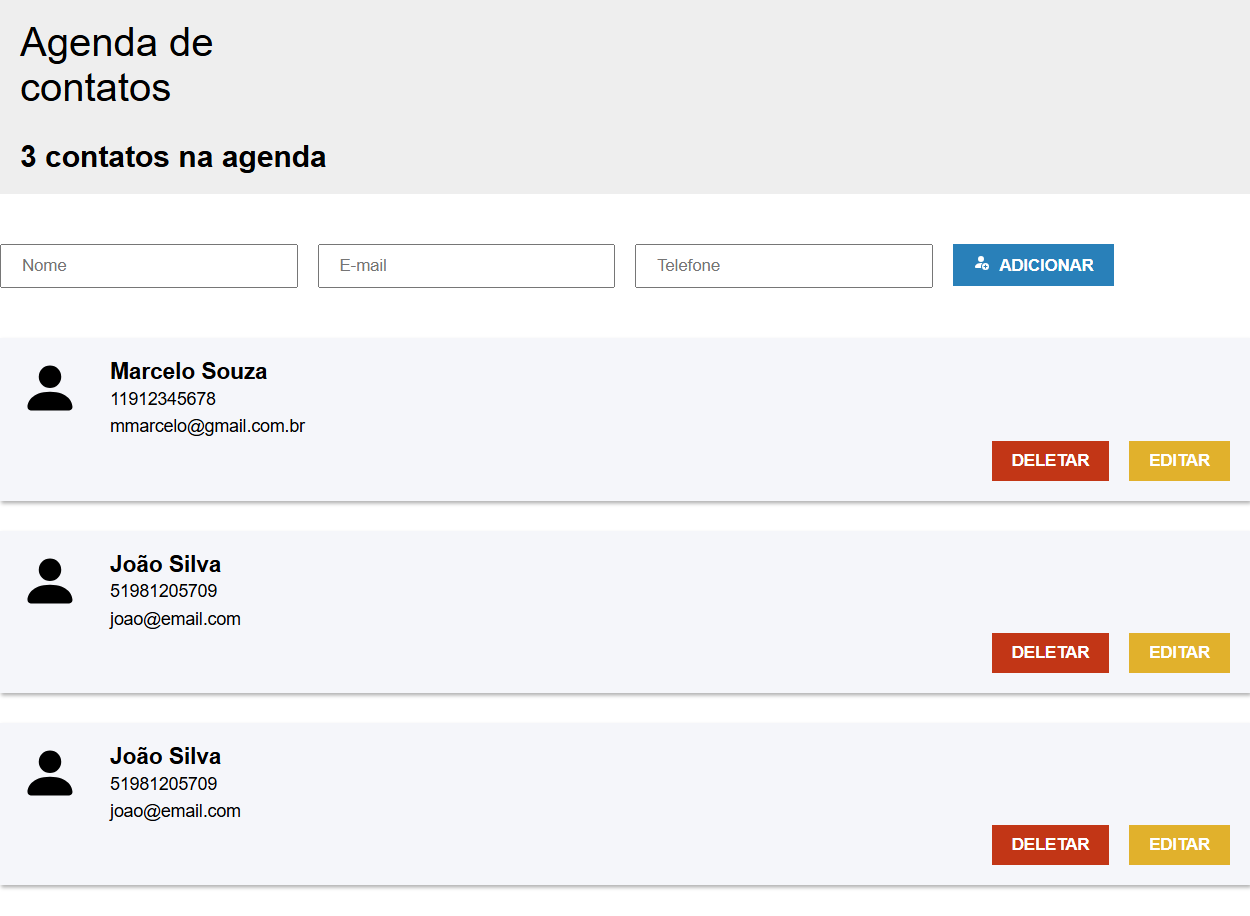 Agenda de
contatos
3 contatos na agenda
Nome E-mail Telefone ADICIONAR
Marcelo Souza
11912345678
mmarcelo@gmail.com.br
DELETAR EDITAR
João Silva
51981205709
joao@email.com
DELETAR EDITAR
João Silva
51981205709
joao@email.com
DELETAR EDITAR